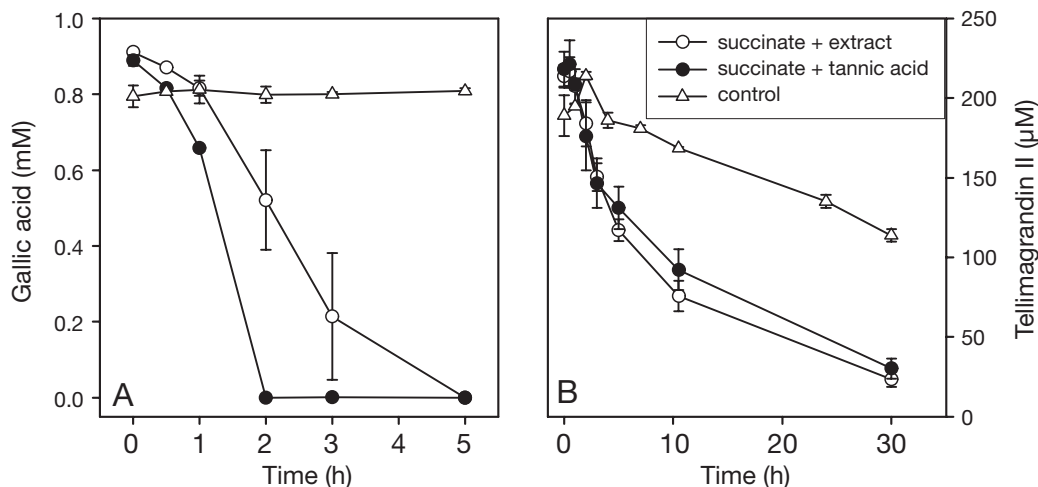 1.0
0.8
0.6
0.4
0.2
0.0
Gallic acid (mM)
A
0
1
2
3
4
5
Time (h)
succinate + extract
succinate + tannic acid
control
B
0
10
20
30
Time (h)
250
200
150
100
50
0
Tellimagrandin II (µM)